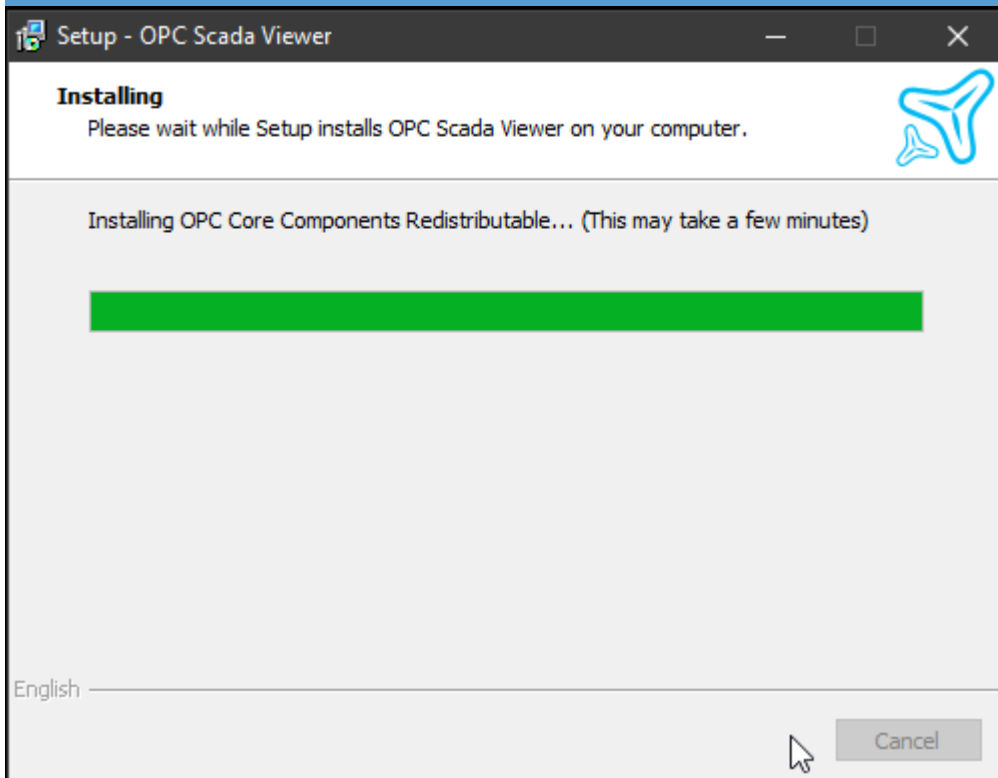 Setup - OPC Scada Viewer
Installing
Please wait while Setup installs OPC Scada Viewer on your computer.
Installing OPC Core Components Redistributable... (This may take a few minutes)
English
Cancel